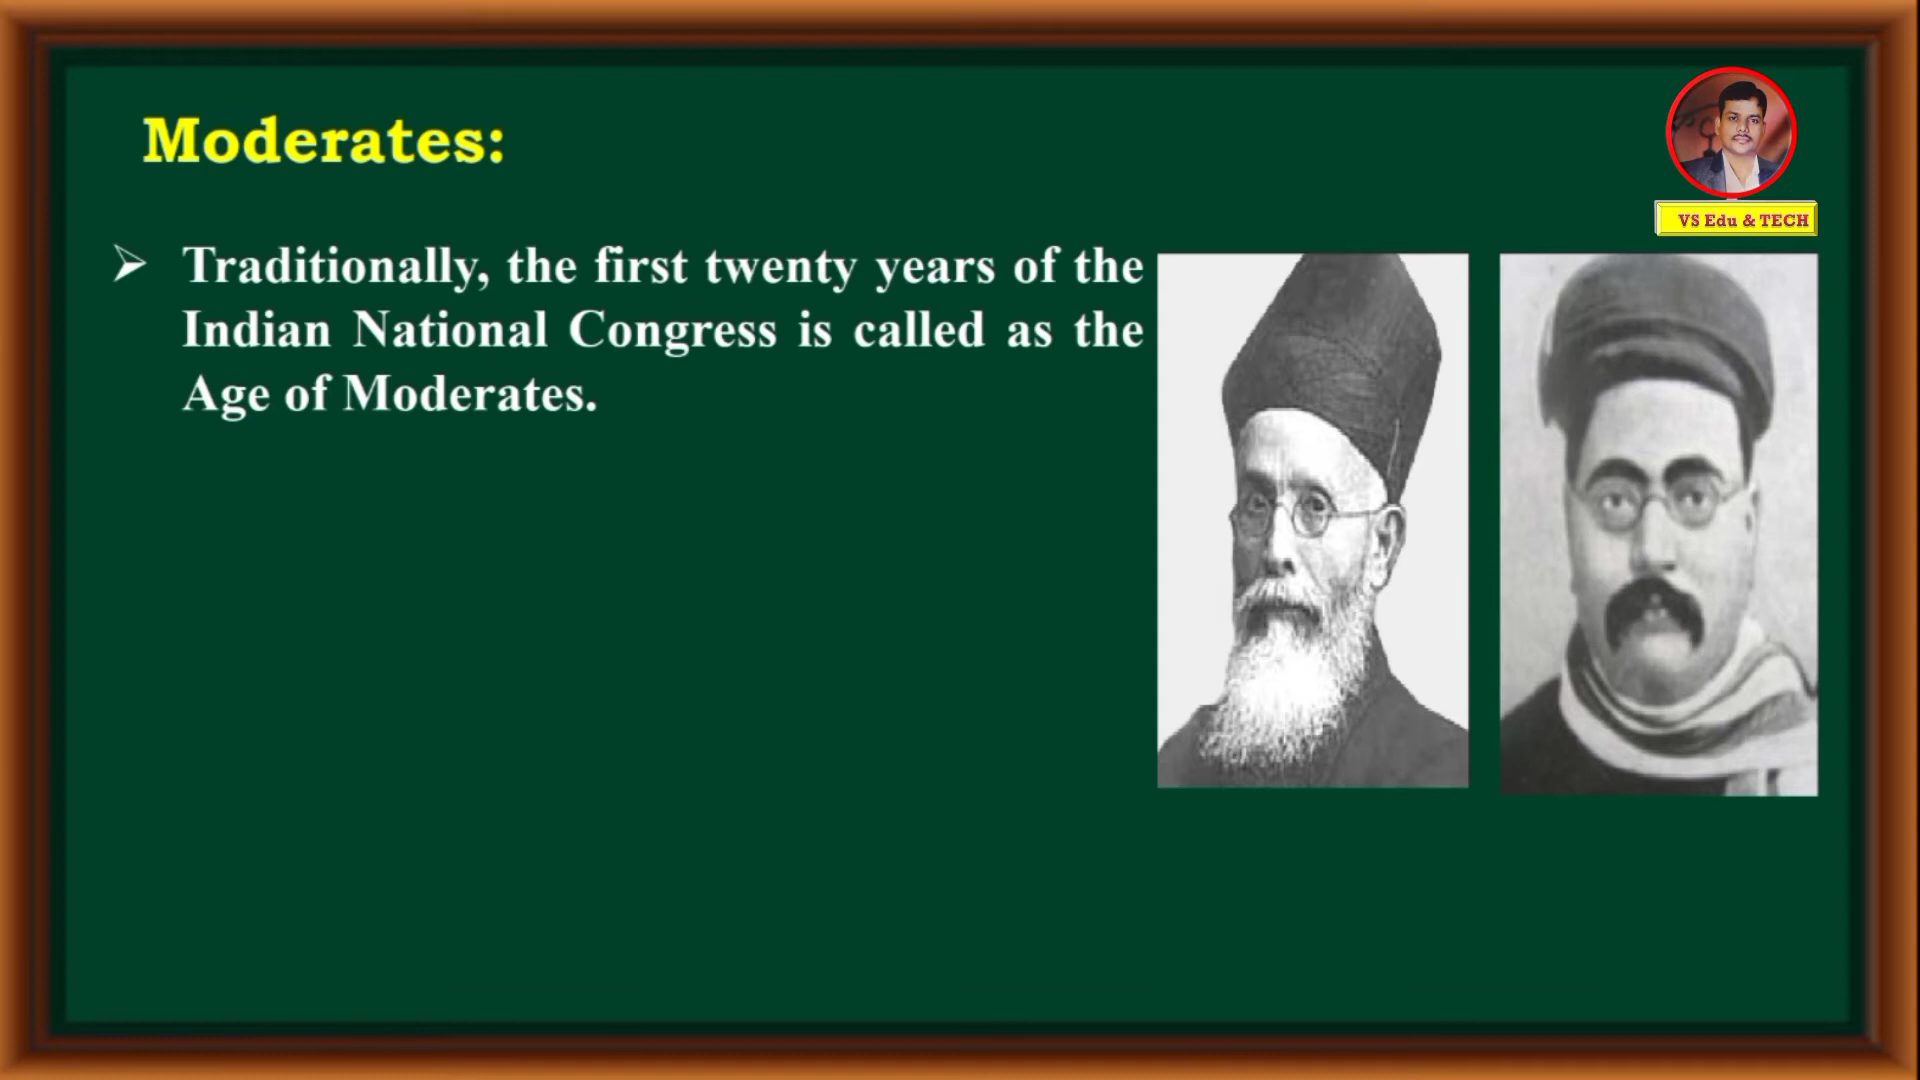 Moderates:
VS Edu & TECH
➢ Traditionally, the first twenty years of the
Indian National Congress is called as the
Age of Moderates.